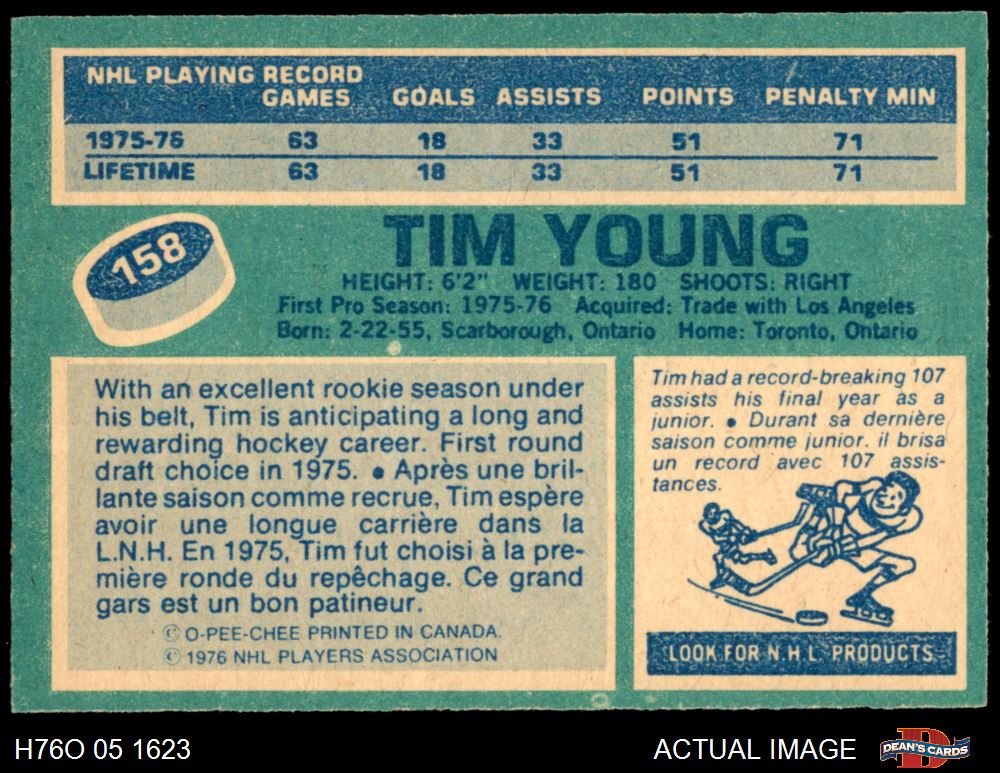 NHL PLAYING RECORD
GAMES GOALS ASSISTS POINTS PENALTY MIN
1975-76 63 18 33 51 71
LIFETIME 63 18 33 51 71
158
TIM YOUNG
HEIGHT: 6'2" WEIGHT: 180 SHOOTS: RIGHT
First Pro Season: 1975-76 Acquired: Trade with Los Angeles
Born: 2-22-55, Scarborough, Ontario Home: Toronto, Ontario
With an excellent rookie season under
his belt, Tim is anticipating a long and
rewarding hockey career. First round
draft choice in 1975. ● Après une bril-
lante saison comme recrue, Tim espère
avoir une longue carrière dans la
L.N.H. En 1975, Tim fut choisi à la pre-
mière ronde du repêchage. Ce grand
gars est un bon patineur.
© O-PEE-CHEE PRINTED IN CANADA.
© 1976 NHL PLAYERS ASSOCIATION
Tim had a record-breaking 107
assists his final year as a
junior. ● Durant sa dernière
saison comme junior. il brisa
un record avec 107 assis-
tances.
LOOK FOR N.H.L. PRODUCTS
H76O 05 1623
ACTUAL IMAGE
D
DEAN'S CARDS